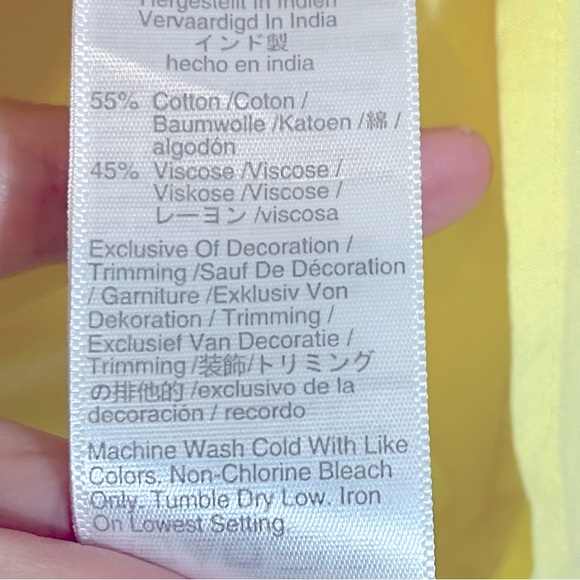 Hergestellt In Indien
Vervaardigd In India
インド製
hecho en india
55% Cotton /Coton /
Baumwolle /Katoen /綿 /
algodón
45% Viscose /Viscose /
Viskose /Viscose /
レーヨン /viscosa
Exclusive Of Decoration /
Trimming /Sauf De Décoration
/ Garniture /Exklusiv Von
Dekoration / Trimming /
Exclusief Van Decoratie /
Trimming /装飾/トリミング
の排他的 /exclusivo de la
decoración / recordo
Machine Wash Cold With Like
Colors. Non-Chlorine Bleach
Only. Tumble Dry Low. Iron
On Lowest Setting